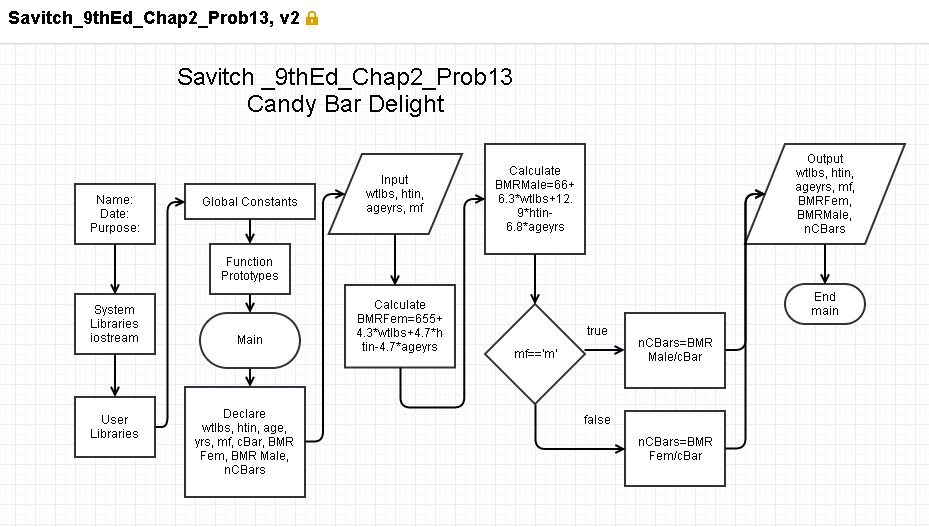 Savitch_9thEd_Chap2_Prob13, v2
Savitch _9thEd_Chap2_Prob13
Candy Bar Delight
Name:
Date:
Purpose:
System
Libraries
iostream
User
Libraries
Global Constants
Function
Prototypes
Main
Declare
wtlbs, htin, age,
yrs, mf, cBar, BMR
Fem, BMR Male,
nCBars
Input
wtlbs, htin,
ageyrs, mf
Calculate
BMRFem=655+
4.3*wtlbs+4.7*h
tin-4.7*ageyrs
Calculate
BMRMale=66+
6.3*wtlbs+12.
9*htin-
6.8*ageyrs
mf=='m'
true
false
nCBars=BMR
Male/cBar
nCBars=BMR
Fem/cBar
Output
wtlbs, htin,
ageyrs, mf,
BMRFem,
BMRMale,
nCBars
End
main